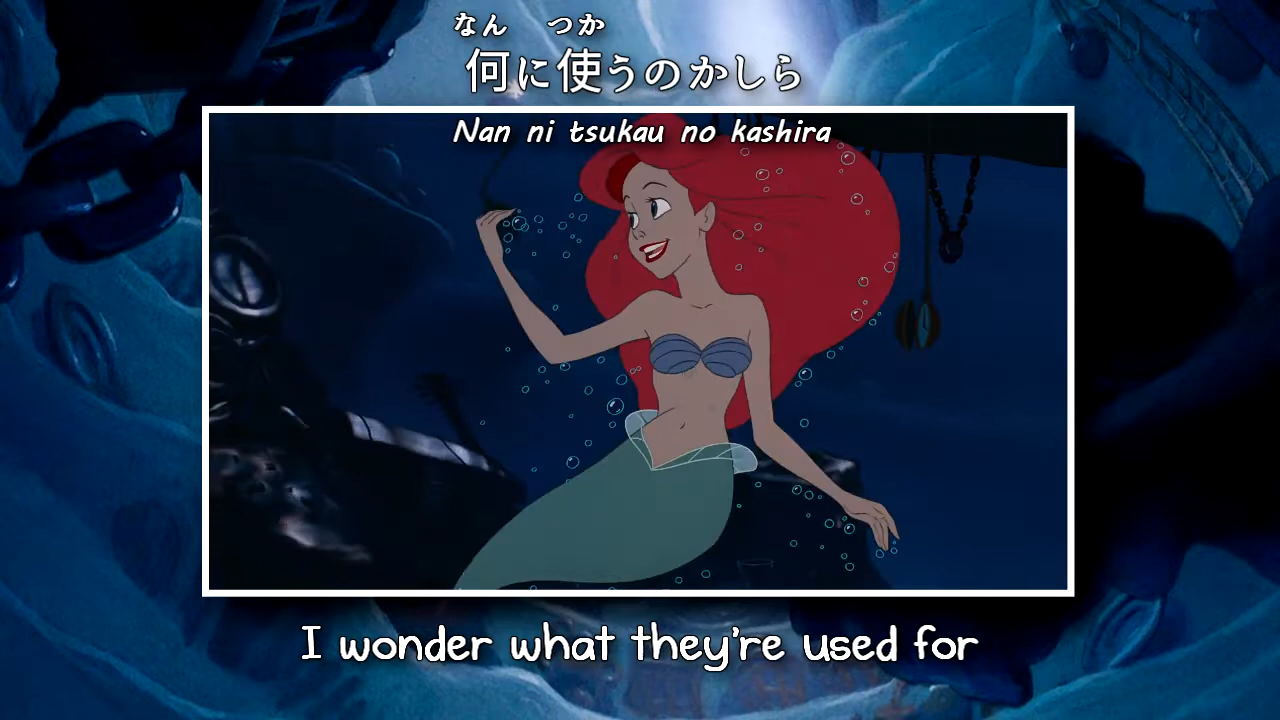 なん つか
何に使うのかしら
Nan ni tsukau no kashira
I wonder what they're used for